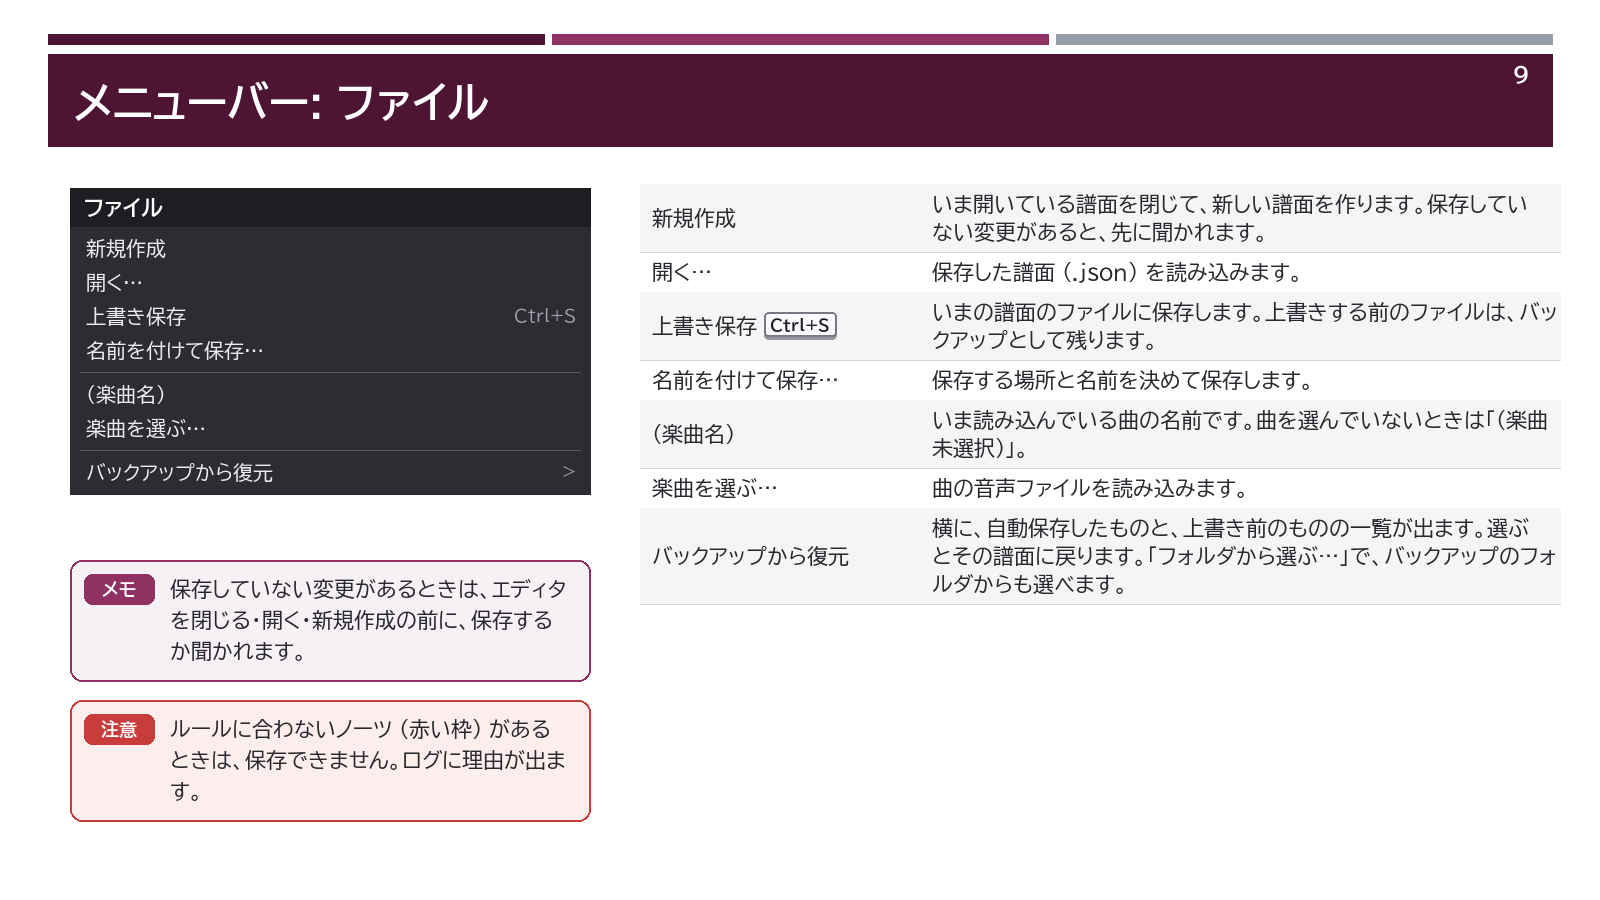 9
メニューバー: ファイル
ファイル
新規作成
開く…
上書き保存 Ctrl+S
名前を付けて保存…
（楽曲名）
楽曲を選ぶ…
バックアップから復元 >
メモ
保存していない変更があるときは、エディタ
を閉じる・開く・新規作成の前に、保存する
か聞かれます。
注意
ルールに合わないノーツ（赤い枠）がある
ときは、保存できません。ログに理由が出ま
す。
新規作成
いま開いている譜面を閉じて、新しい譜面を作ります。保存してい
ない変更があると、先に聞かれます。
開く…
保存した譜面（.json）を読み込みます。
上書き保存 Ctrl+S
いまの譜面のファイルに保存します。上書きする前のファイルは、バッ
クアップとして残ります。
名前を付けて保存…
保存する場所と名前を決めて保存します。
（楽曲名）
いま読み込んでいる曲の名前です。曲を選んでいないときは「（楽曲
未選択）」。
楽曲を選ぶ…
曲の音声ファイルを読み込みます。
バックアップから復元
横に、自動保存したものと、上書き前のものの一覧が出ます。選ぶ
とその譜面に戻ります。「フォルダから選ぶ…」で、バックアップのフォ
ルダからも選べます。